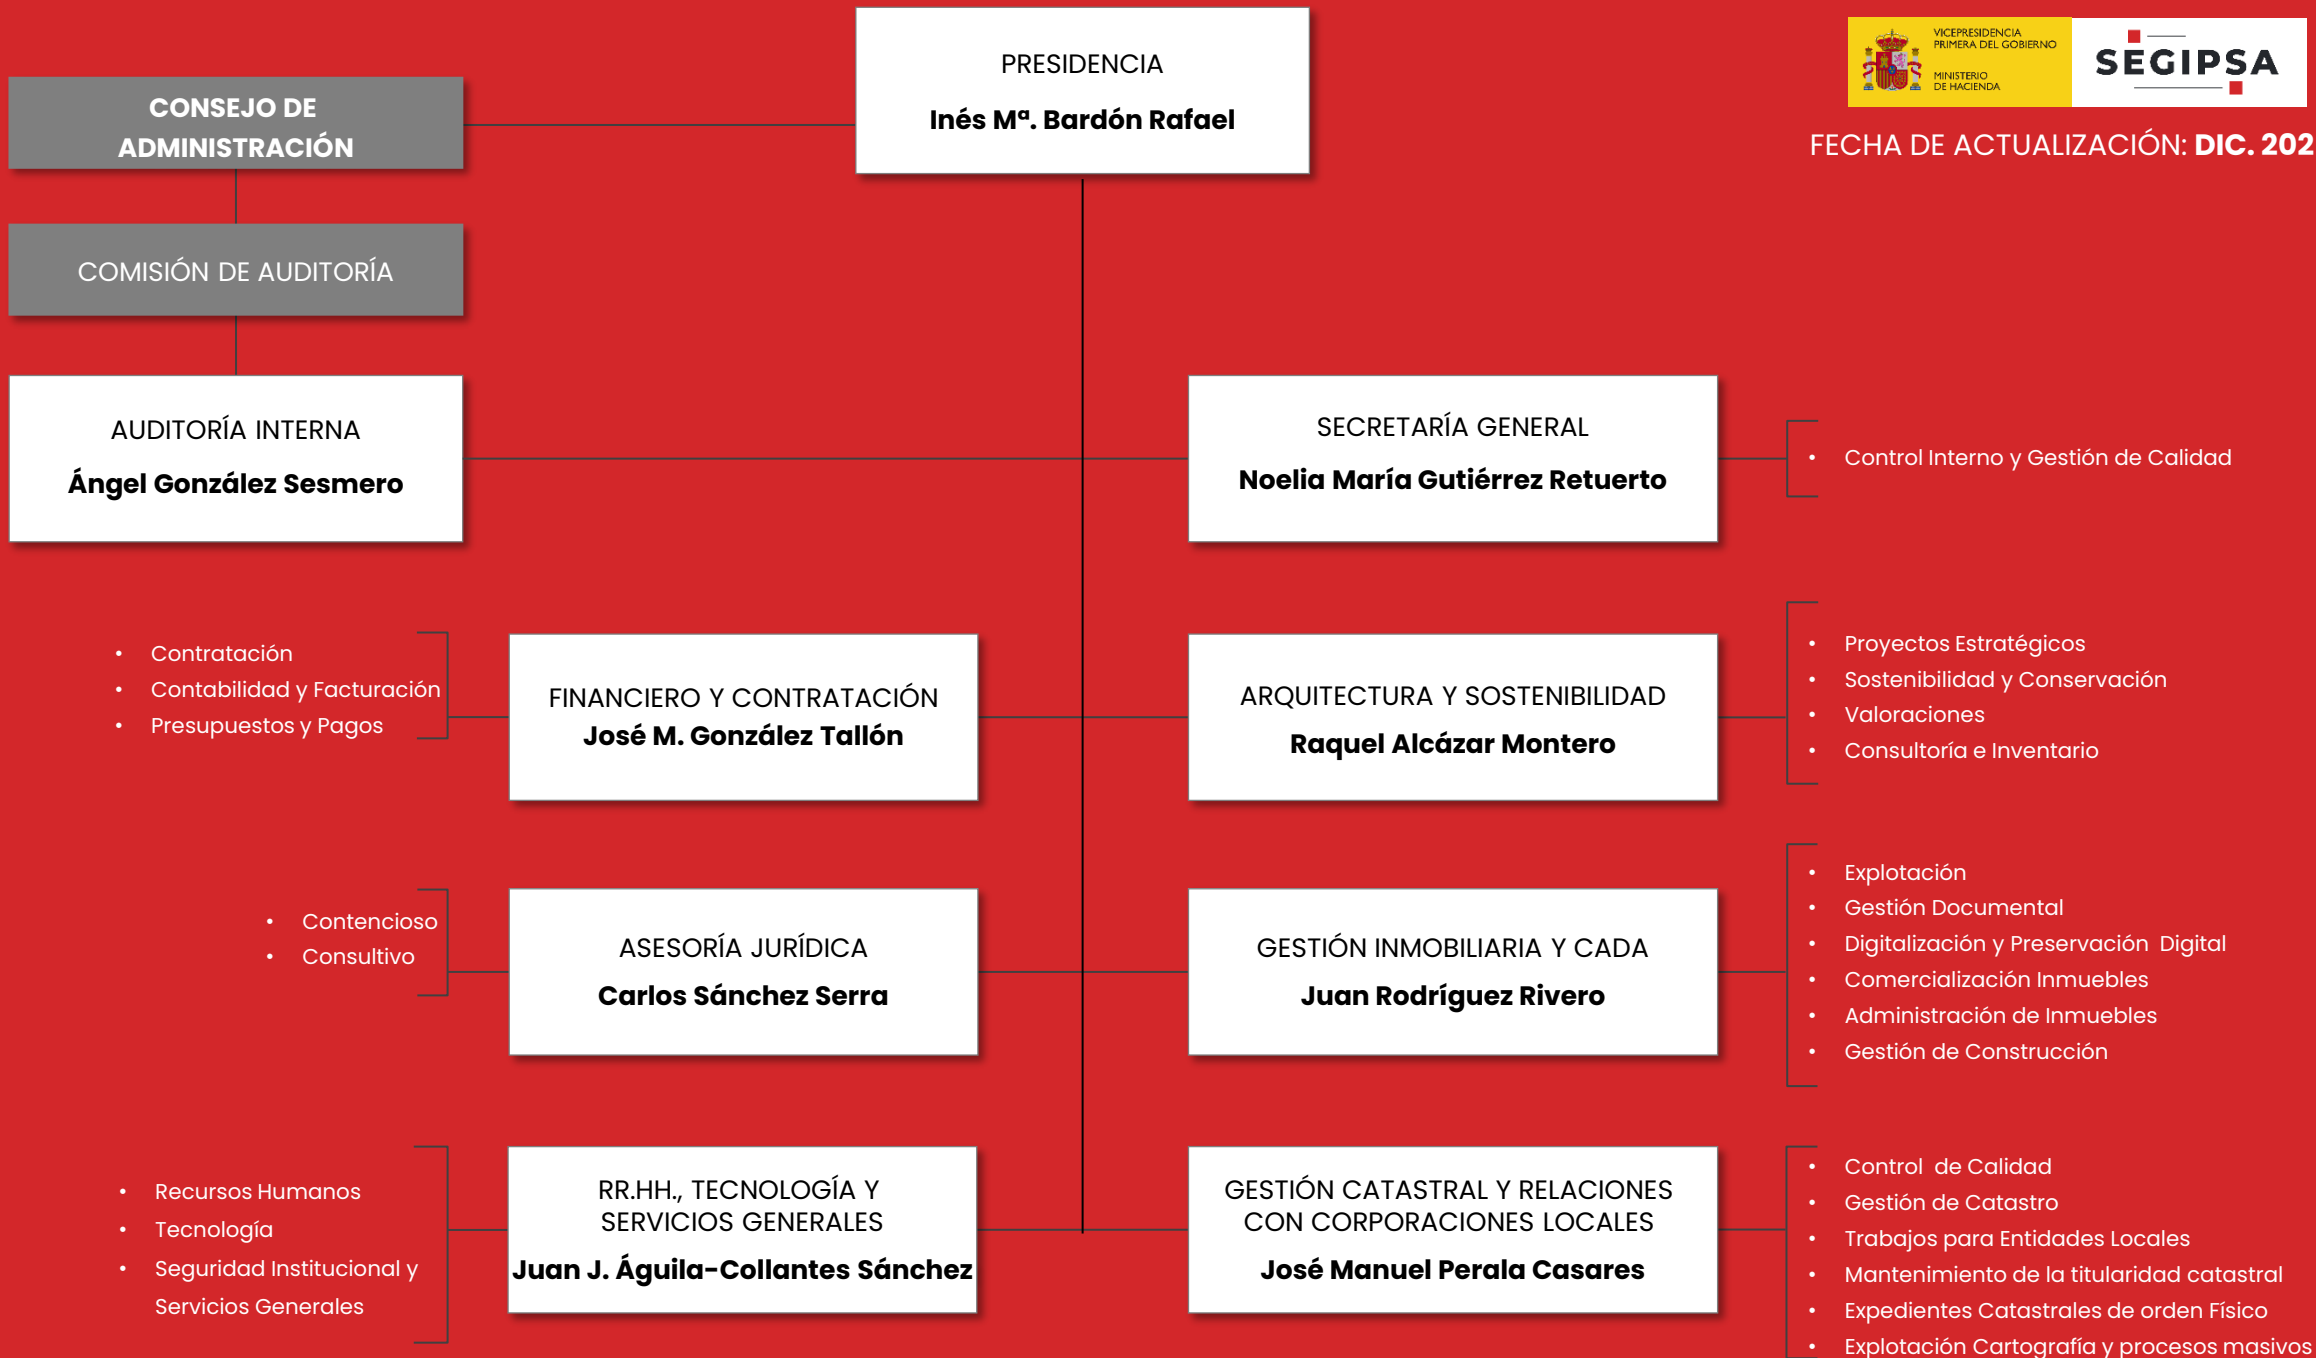 PRESIDENCIA
Inés Mª. Bardón Rafael
VICEPRESIDENCIA
PRIMERA DEL GOBIERNO
MINISTERIO
DE HACIENDA
SEGIPSA
FECHA DE ACTUALIZACIÓN: DIC. 202
CONSEJO DE
ADMINISTRACIÓN
COMISIÓN DE AUDITORÍA
AUDITORÍA INTERNA
Ángel González Sesmero
SECRETARÍA GENERAL
Noelia María Gutiérrez Retuerto
• Control Interno y Gestión de Calidad
• Contratación
• Contabilidad y Facturación
• Presupuestos y Pagos
FINANCIERO Y CONTRATACIÓN
José M. González Tallón
ARQUITECTURA Y SOSTENIBILIDAD
Raquel Alcázar Montero
• Proyectos Estratégicos
• Sostenibilidad y Conservación
• Valoraciones
• Consultoría e Inventario
• Contencioso
• Consultivo
ASESORÍA JURÍDICA
Carlos Sánchez Serra
GESTIÓN INMOBILIARIA Y CADA
Juan Rodríguez Rivero
• Explotación
• Gestión Documental
• Digitalización y Preservación Digital
• Comercialización Inmuebles
• Administración de Inmuebles
• Gestión de Construcción
• Recursos Humanos
• Tecnología
• Seguridad Institucional y
Servicios Generales
RR.HH., TECNOLOGÍA Y
SERVICIOS GENERALES
Juan J. Águila-Collantes Sánchez
GESTIÓN CATASTRAL Y RELACIONES
CON CORPORACIONES LOCALES
José Manuel Perala Casares
• Control de Calidad
• Gestión de Catastro
• Trabajos para Entidades Locales
• Mantenimiento de la titularidad catastral
• Expedientes Catastrales de orden Físico
• Explotación Cartografía y procesos masivos